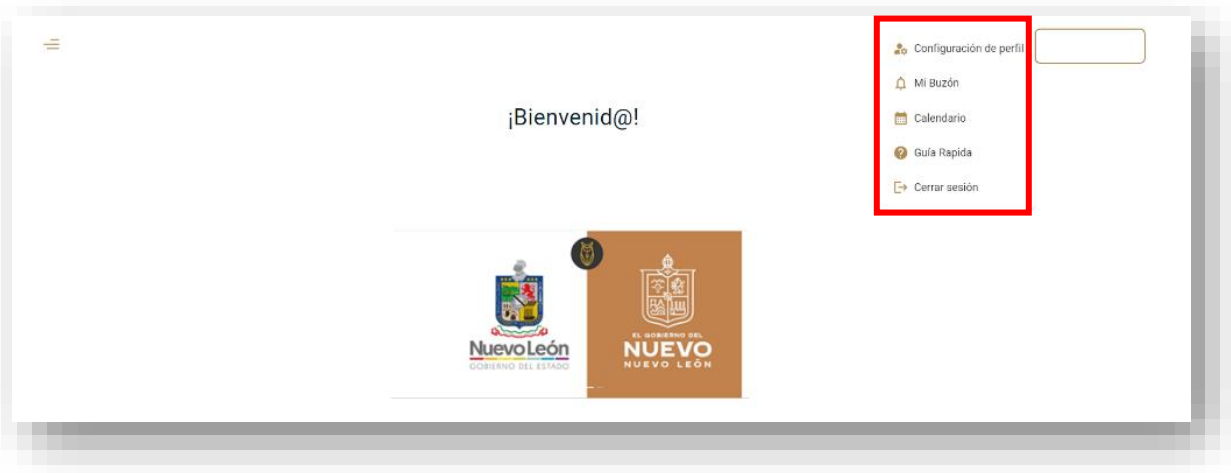 Configuración de perfil
Mi Buzón
¡Bienvenid@!
Calendario
Guía Rapida
Cerrar sesión
Nuevo León
GOBIERNO DEL ESTADO
EL GOBIERNO DEL
NUEVO
NUEVO LEÓN